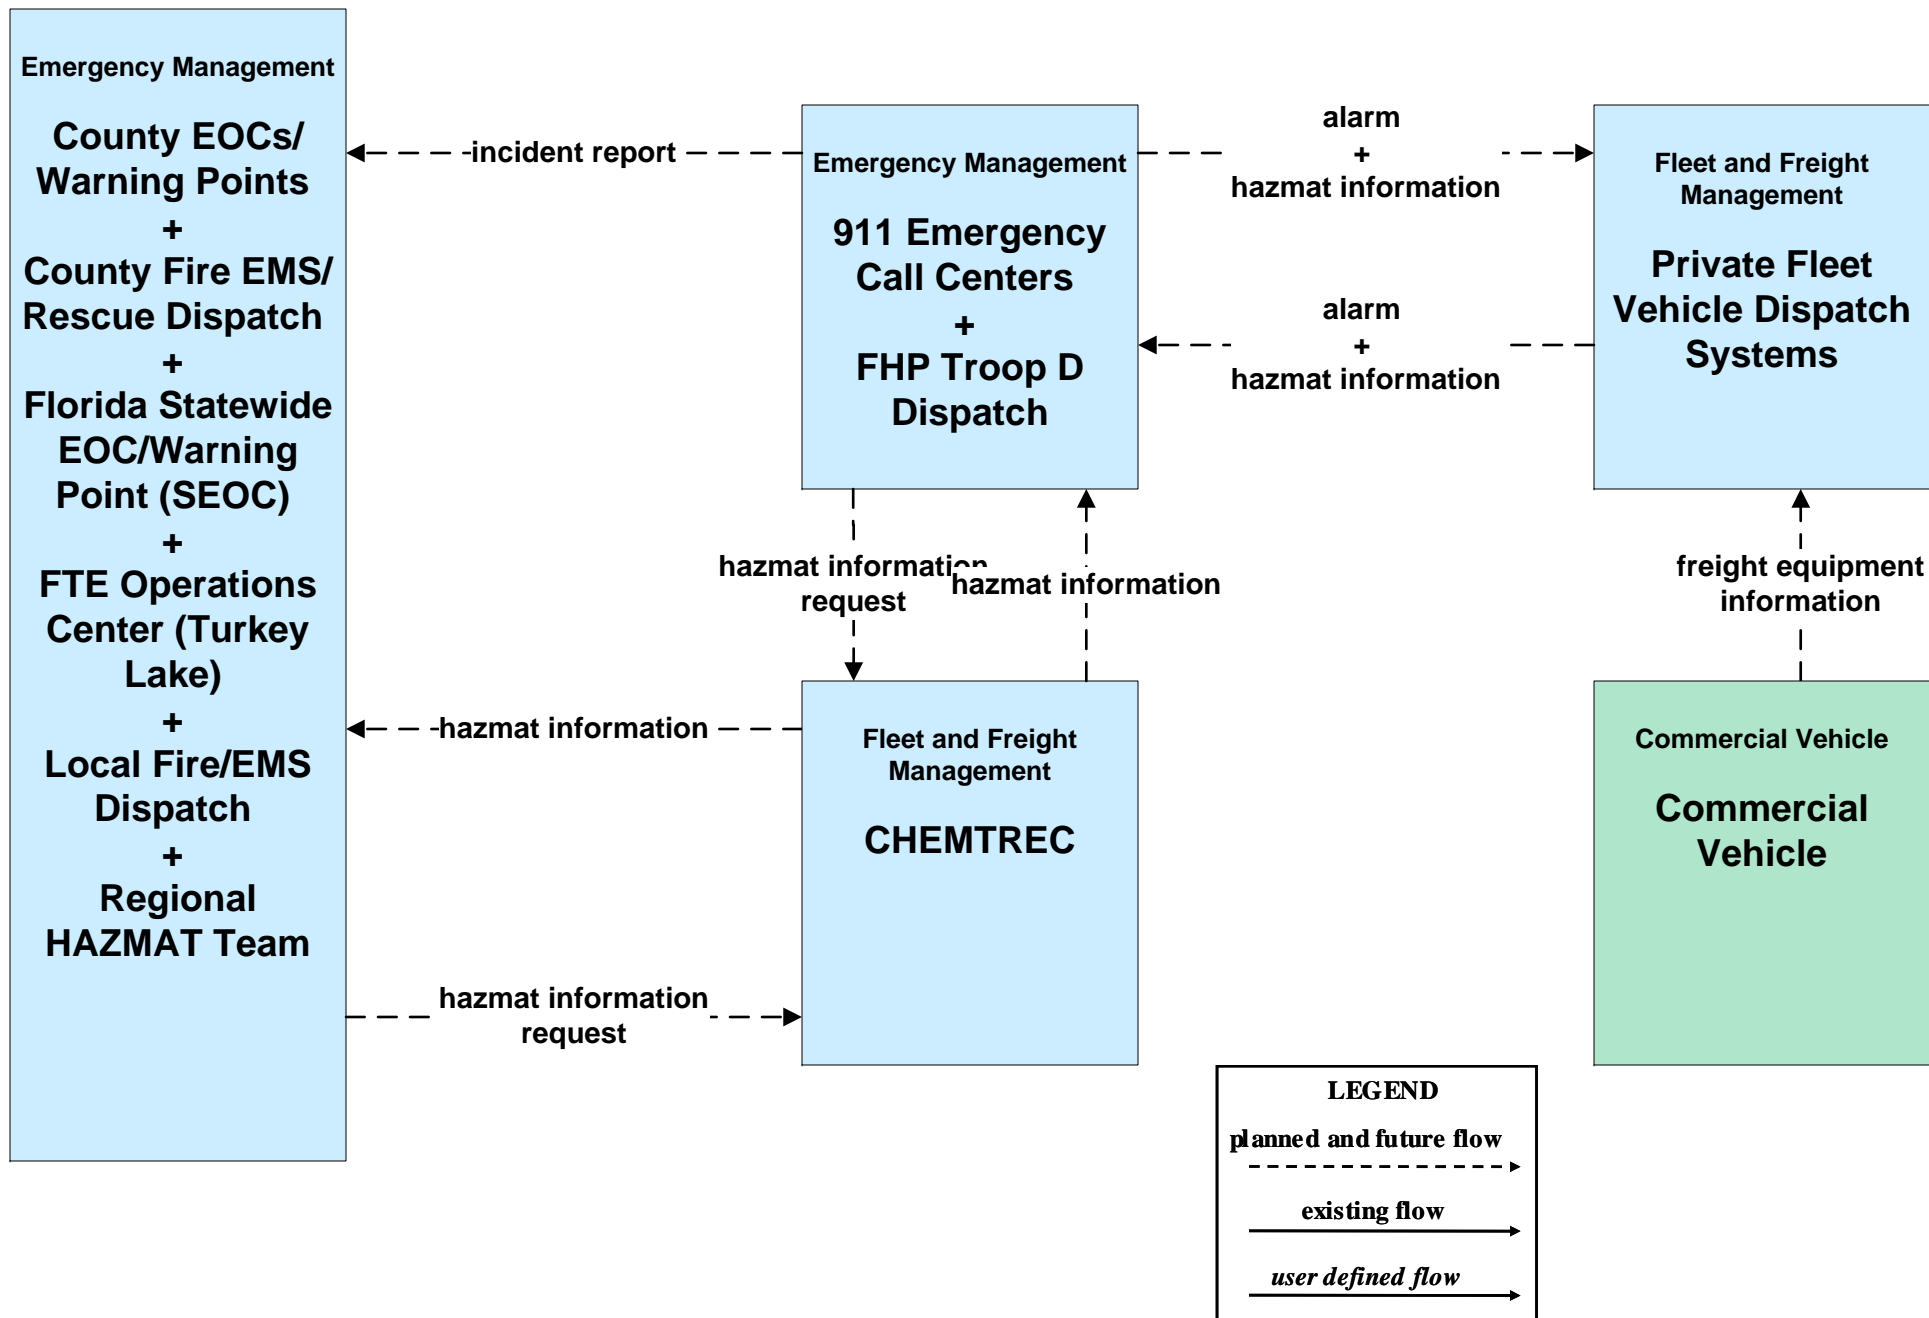 Emergency Management
County EOCs/
Warning Points
+
County Fire EMS/
Rescue Dispatch
+
Florida Statewide
EOC/Warning
Point (SEOC)
+
FTE Operations
Center (Turkey
Lake)
+
Local Fire/EMS
Dispatch
+
Regional
HAZMAT Team
incident report
Emergency Management
911 Emergency
Call Centers
+
FHP Troop D
Dispatch
alarm
+
hazmat information
alarm
+
hazmat information
Fleet and Freight
Management
Private Fleet
Vehicle Dispatch
Systems
hazmat information
request
hazmat information
freight equipment
information
hazmat information
Fleet and Freight
Management
CHEMTREC
Commercial Vehicle
Commercial
Vehicle
hazmat information
request
LEGEND
planned and future flow
existing flow
user defined flow